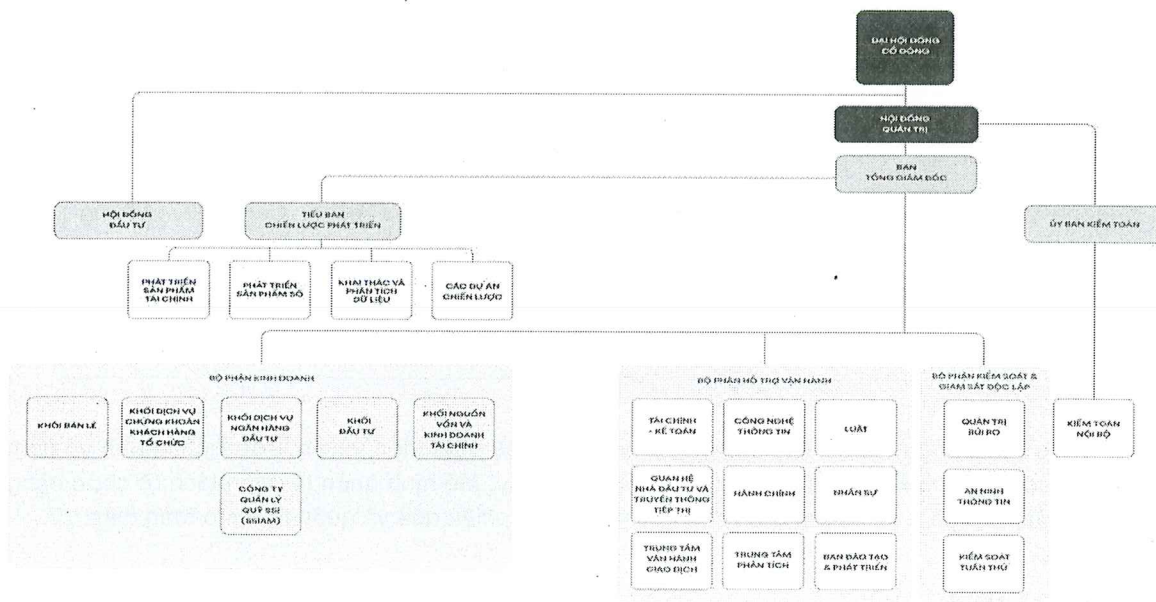 ĐẠI HỘI ĐỒNG
CỔ ĐÔNG
HỘI ĐỒNG
QUẢN TRỊ
BAN
TỔNG GIÁM ĐỐC
HỘI ĐỒNG
ĐẦU TƯ
TIỂU BAN
CHIẾN LƯỢC PHÁT TRIỂN
ỦY BAN KIỂM TOÁN
PHÁT TRIỂN
SẢN PHẨM
TÀI CHÍNH
PHÁT TRIỂN
SẢN PHẨM SỐ
KHAI THÁC VÀ
PHÂN TÍCH
DỮ LIỆU
CÁC DỰ ÁN
CHIẾN LƯỢC
BỘ PHẬN KINH DOANH
KHỐI BÁN LẺ
KHỐI DỊCH VỤ
CHỨNG KHOÁN
KHÁCH HÀNG
TỔ CHỨC
KHỐI DỊCH VỤ
NGÂN HÀNG
ĐẦU TƯ
KHỐI
ĐẦU TƯ
KHỐI NGUỒN
VỐN VÀ
KINH DOANH
TÀI CHÍNH
CÔNG TY
QUẢN LÝ
QUỸ SSI
(SSIAM)
BỘ PHẬN HỖ TRỢ VẬN HÀNH
TÀI CHÍNH
- KẾ TOÁN
CÔNG NGHỆ
THÔNG TIN
LUẬT
QUAN HỆ
NHÀ ĐẦU TƯ VÀ
TRUYỀN THÔNG
TIẾP THỊ
HÀNH CHÍNH
NHÂN SỰ
TRUNG TÂM
VẬN HÀNH
GIAO DỊCH
TRUNG TÂM
PHÂN TÍCH
BAN ĐÀO TẠO
& PHÁT TRIỂN
BỘ PHẬN KIỂM SOÁT &
GIÁM SÁT ĐỘC LẬP
QUẢN TRỊ
RỦI RO
AN NINH
THÔNG TIN
KIỂM SOÁT
TUÂN THỦ
KIỂM TOÁN
NỘI BỘ